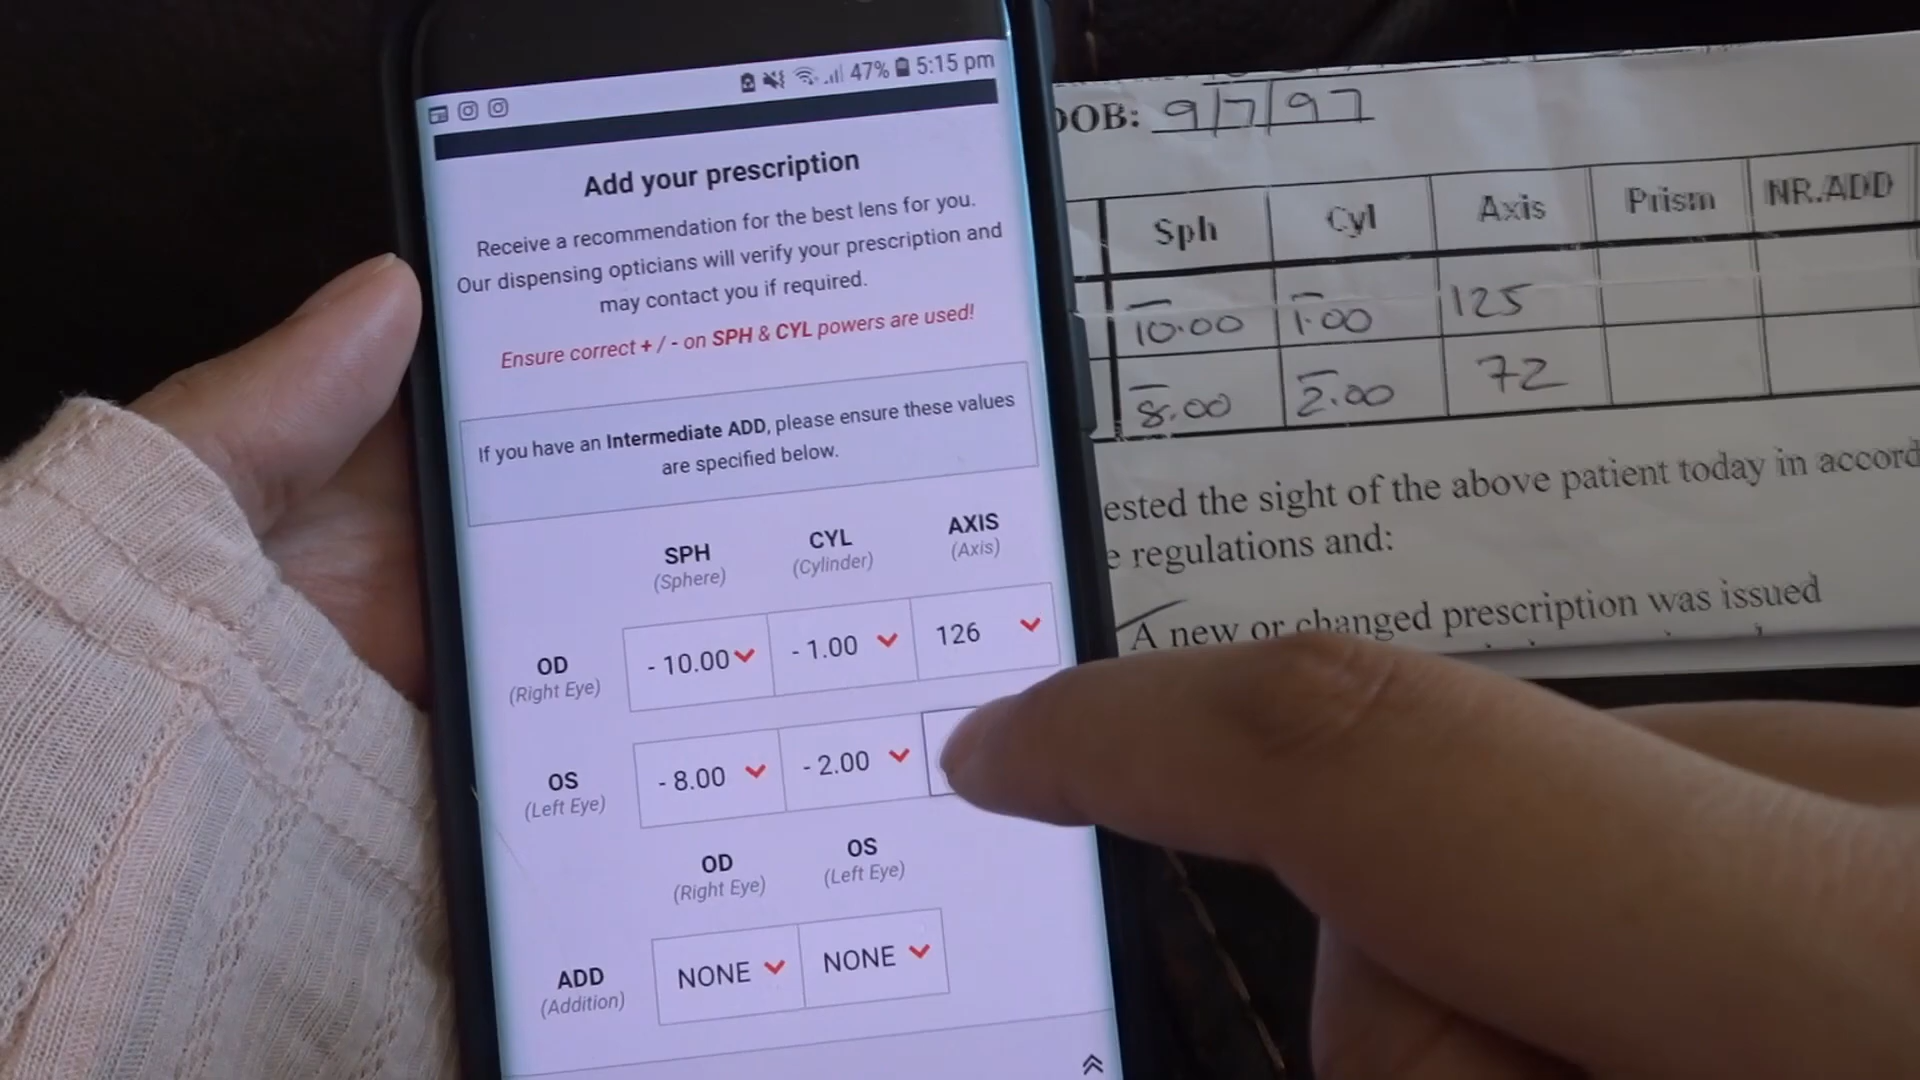 47% 5:15 pm
Add your prescription
Receive a recommendation for the best lens for you.
Our dispensing opticians will verify your prescription and
may contact you if required.
Ensure correct + / - on SPH & CYL powers are used!
If you have an Intermediate ADD, please ensure these values
are specified below.
SPH CYL AXIS
(Sphere) (Cylinder) (Axis)
OD - 10.00 - 1.00 126
(Right Eye)
OS - 8.00 - 2.00
(Left Eye)
OD OS
(Right Eye) (Left Eye)
ADD NONE NONE
(Addition)
DOB: 9/7/97
Sph Cyl Axis Prism NR.ADD
-10.00 -1.00 125
-8.00 -2.00 72
ested the sight of the above patient today in accord
e regulations and:
A new or changed prescription was issued